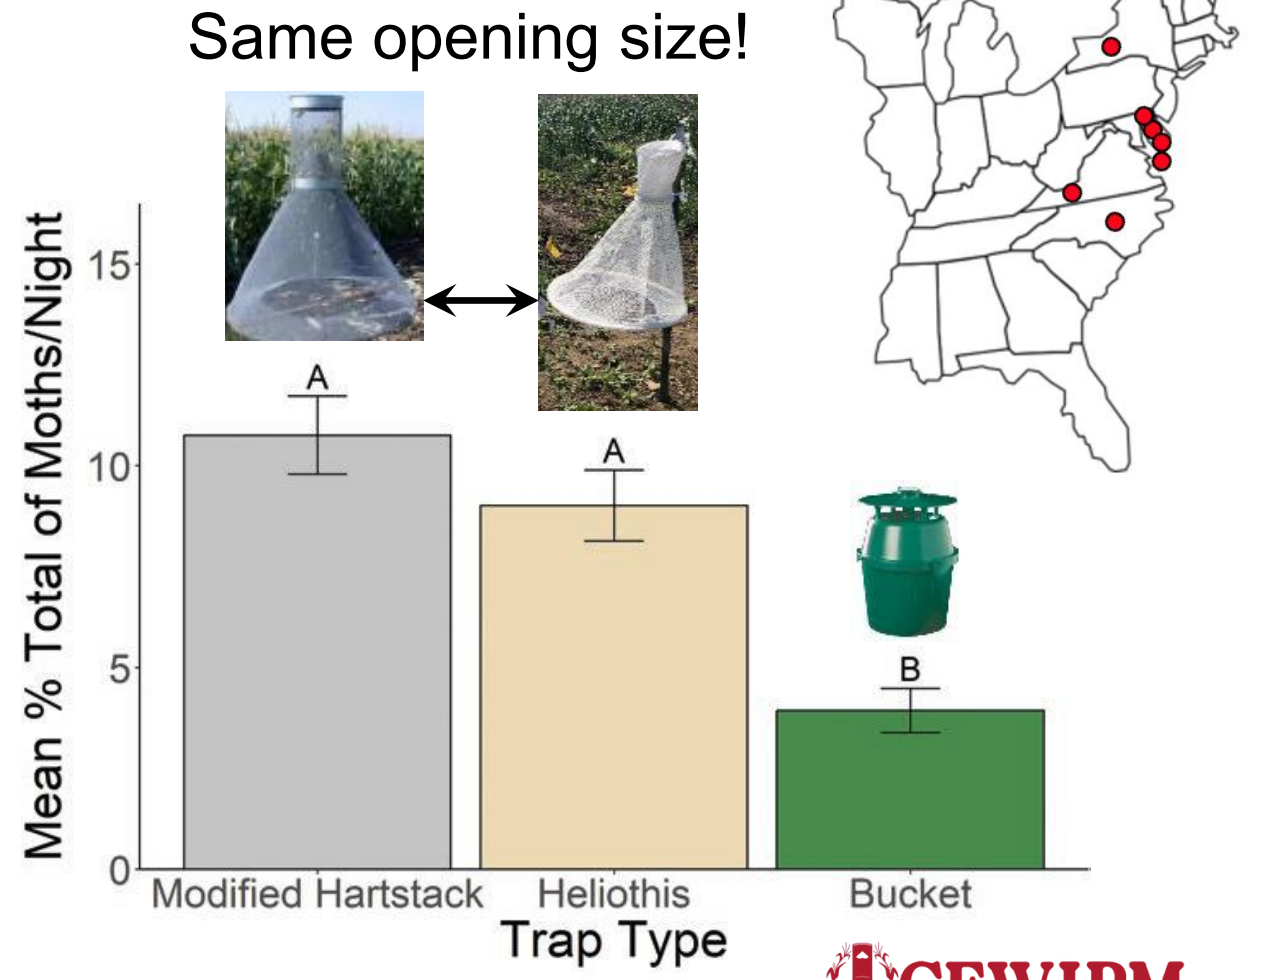 Same opening size!
Mean % Total of Moths/Night
15
10
5
0
A
A
B
Modified Hartstack
Heliothis
Bucket
Trap Type